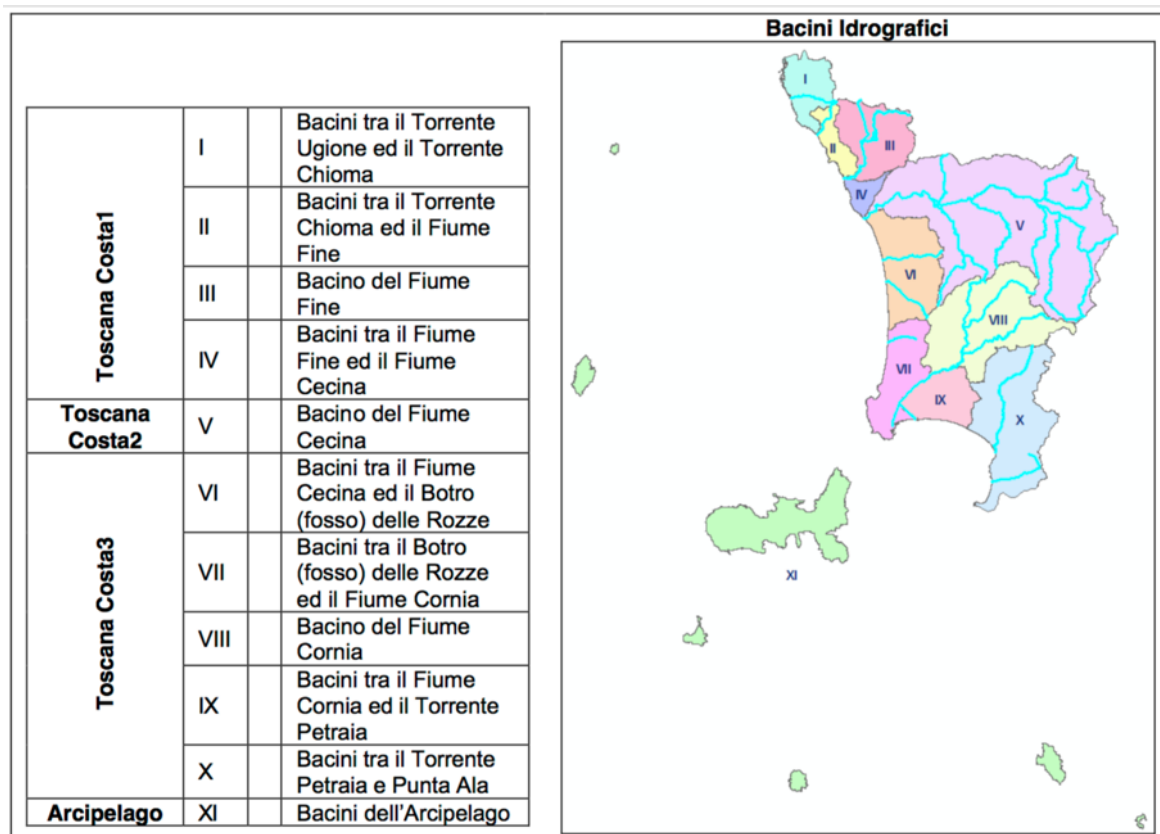 Bacini Idrografici
Toscana Costa1
I
Bacini tra il Torrente
Ugione ed il Torrente
Chioma
II
Bacini tra il Torrente
Chioma ed il Fiume
Fine
III
Bacino del Fiume
Fine
IV
Bacini tra il Fiume
Fine ed il Fiume
Cecina
Toscana
Costa2
V
Bacino del Fiume
Cecina
Toscana Costa3
VI
Bacini tra il Fiume
Cecina ed il Botro
(fosso) delle Rozze
VII
Bacini tra il Botro
(fosso) delle Rozze
ed il Fiume Cornia
VIII
Bacino del Fiume
Cornia
IX
Bacini tra il Fiume
Cornia ed il Torrente
Petraia
X
Bacini tra il Torrente
Petraia e Punta Ala
Arcipelago
XI
Bacini dell'Arcipelago
I
II
III
IV
V
VI
VIII
VII
IX
X
XI